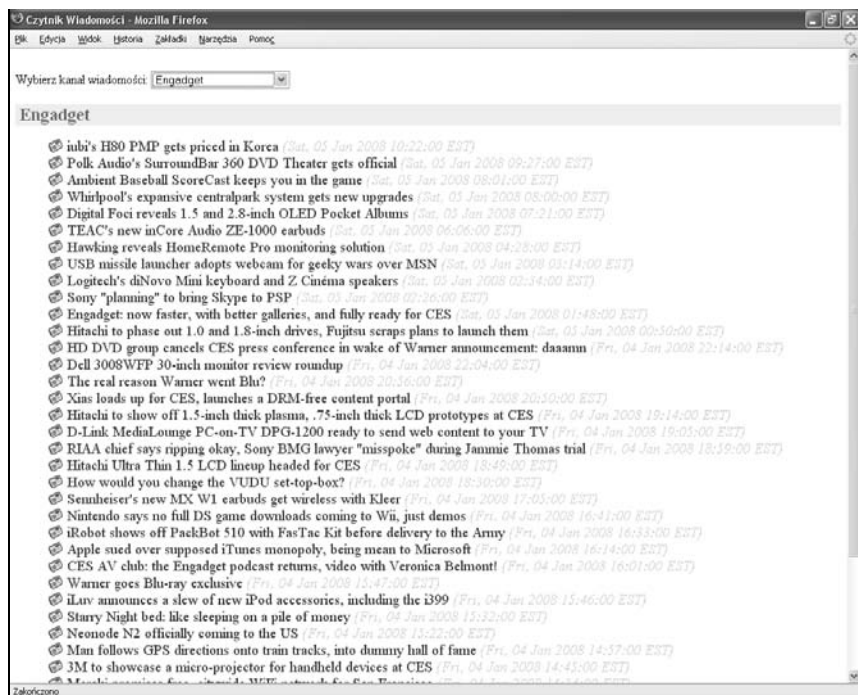 Czytnik Wiadomości - Mozilla Firefox
Plik Edycja Widok Historia Zakładki Narzędzia Pomoc
Wybierz kanał wiadomości: Engadget
Engadget
iubi's H80 PMP gets priced in Korea (Sat, 05 Jan 2008 10:22:00 EST)
Polk Audio's SurroundBar 360 DVD Theater gets official (Sat, 05 Jan 2008 09:27:00 EST)
Ambient Baseball ScoreCast keeps you in the game (Sat, 05 Jan 2008 08:01:00 EST)
Whirlpool's expansive centralpark system gets new upgrades (Sat, 05 Jan 2008 08:00:00 EST)
Digital Foci reveals 1.5 and 2.8-inch OLED Pocket Albums (Sat, 05 Jan 2008 07:21:00 EST)
TEAC's new inCore Audio ZE-1000 earbuds (Sat, 05 Jan 2008 06:06:00 EST)
Hawking reveals HomeRemote Pro monitoring solution (Sat, 05 Jan 2008 04:28:00 EST)
USB missile launcher adopts webcam for geeky wars over MSN (Sat, 05 Jan 2008 03:14:00 EST)
Logitech's diNovo Mini keyboard and Z Cinéma speakers (Sat, 05 Jan 2008 02:34:00 EST)
Sony "planning" to bring Skype to PSP (Sat, 05 Jan 2008 02:26:00 EST)
Engadget: now faster, with better galleries, and fully ready for CES (Sat, 05 Jan 2008 01:48:00 EST)
Hitachi to phase out 1.0 and 1.8-inch drives, Fujitsu scraps plans to launch them (Sat, 05 Jan 2008 00:50:00 EST)
HD DVD group cancels CES press conference in wake of Warner announcement: daaamn (Fri, 04 Jan 2008 22:14:00 EST)
Dell 3008WFP 30-inch monitor review roundup (Fri, 04 Jan 2008 22:04:00 EST)
The real reason Warner went Blu? (Fri, 04 Jan 2008 20:56:00 EST)
Xias loads up for CES, launches a DRM-free content portal (Fri, 04 Jan 2008 20:50:00 EST)
Hitachi to show off 1.5-inch thick plasma, .75-inch thick LCD prototypes at CES (Fri, 04 Jan 2008 19:14:00 EST)
D-Link MediaLounge PC-on-TV DPG-1200 ready to send web content to your TV (Fri, 04 Jan 2008 19:05:00 EST)
RIAA chief says ripping okay, Sony BMG lawyer "misspoke" during Jammie Thomas trial (Fri, 04 Jan 2008 18:59:00 EST)
Hitachi Ultra Thin 1.5 LCD lineup headed for CES (Fri, 04 Jan 2008 18:49:00 EST)
How would you change the VUDU set-top-box? (Fri, 04 Jan 2008 18:30:00 EST)
Sennheiser's new MX W1 earbuds get wireless with Kleer (Fri, 04 Jan 2008 17:05:00 EST)
Nintendo says no full DS game downloads coming to Wii, just demos (Fri, 04 Jan 2008 16:41:00 EST)
iRobot shows off PackBot 510 with FasTac Kit before delivery to the Army (Fri, 04 Jan 2008 16:33:00 EST)
Apple sued over supposed iTunes monopoly, being mean to Microsoft (Fri, 04 Jan 2008 16:14:00 EST)
CES AV club: the Engadget podcast returns, video with Veronica Belmont! (Fri, 04 Jan 2008 16:01:00 EST)
Warner goes Blu-ray exclusive (Fri, 04 Jan 2008 15:47:00 EST)
iLuv announces a slew of new iPod accessories, including the i399 (Fri, 04 Jan 2008 15:46:00 EST)
Starry Night bed: like sleeping on a pile of money (Fri, 04 Jan 2008 15:32:00 EST)
Neonode N2 officially coming to the US (Fri, 04 Jan 2008 15:22:00 EST)
Man follows GPS directions onto train tracks, into dummy hall of fame (Fri, 04 Jan 2008 14:57:00 EST)
3M to showcase a micro-projector for handheld devices at CES (Fri, 04 Jan 2008 14:45:00 EST)
Meraki promises free, citywide WiFi network for San Francisco
Zakończono